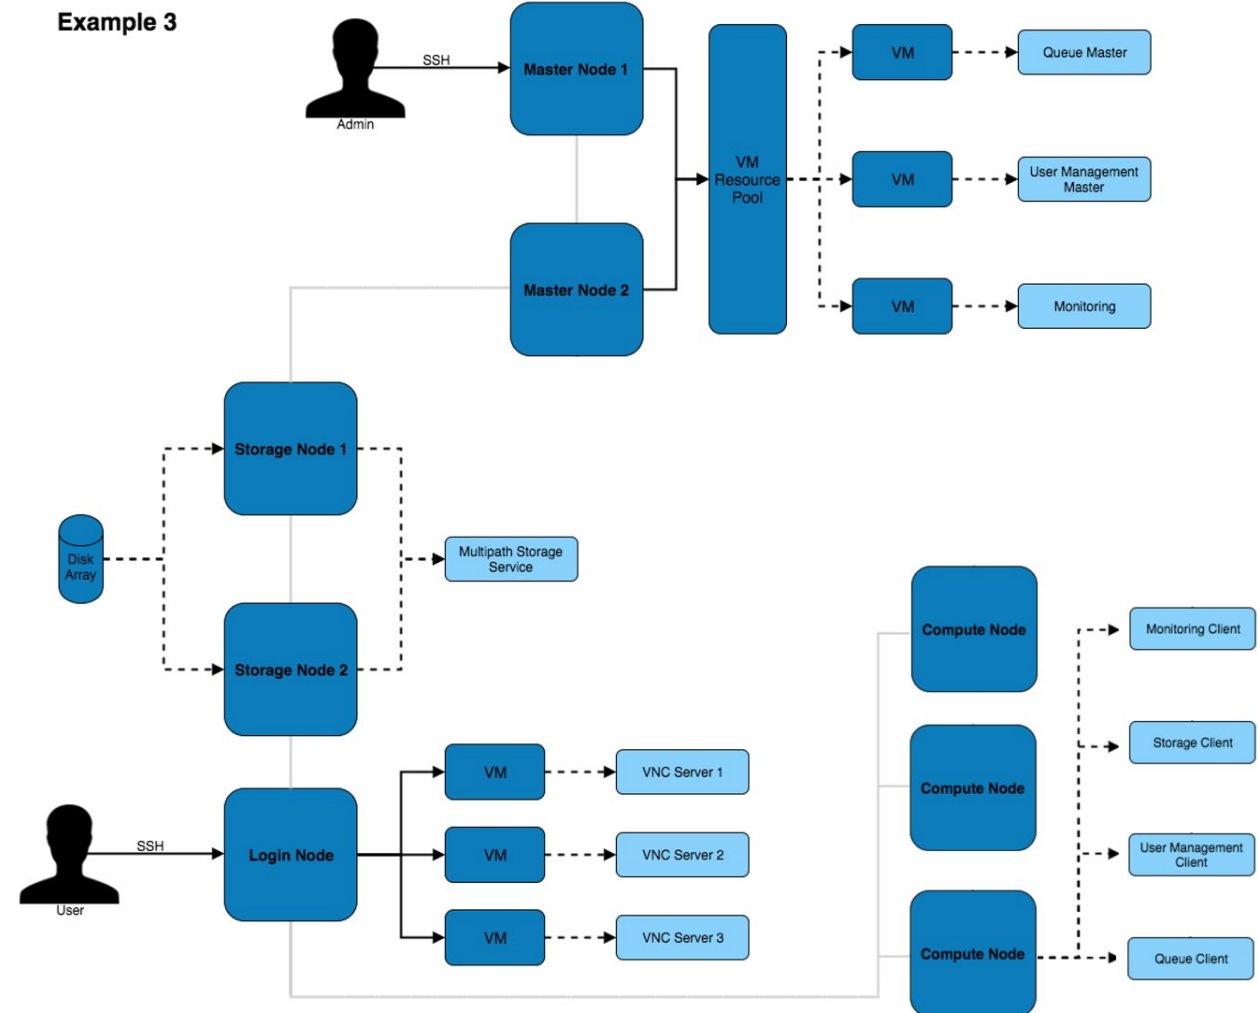 Example 3
Admin
SSH
Master Node 1
Master Node 2
VM
Resource
Pool
VM
Queue Master
VM
User Management
Master
VM
Monitoring
Storage Node 1
Disk
Array
Multipath Storage
Service
Storage Node 2
User
SSH
Login Node
VM
VNC Server 1
VM
VNC Server 2
VM
VNC Server 3
Compute Node
Compute Node
Compute Node
Monitoring Client
Storage Client
User Management
Client
Queue Client